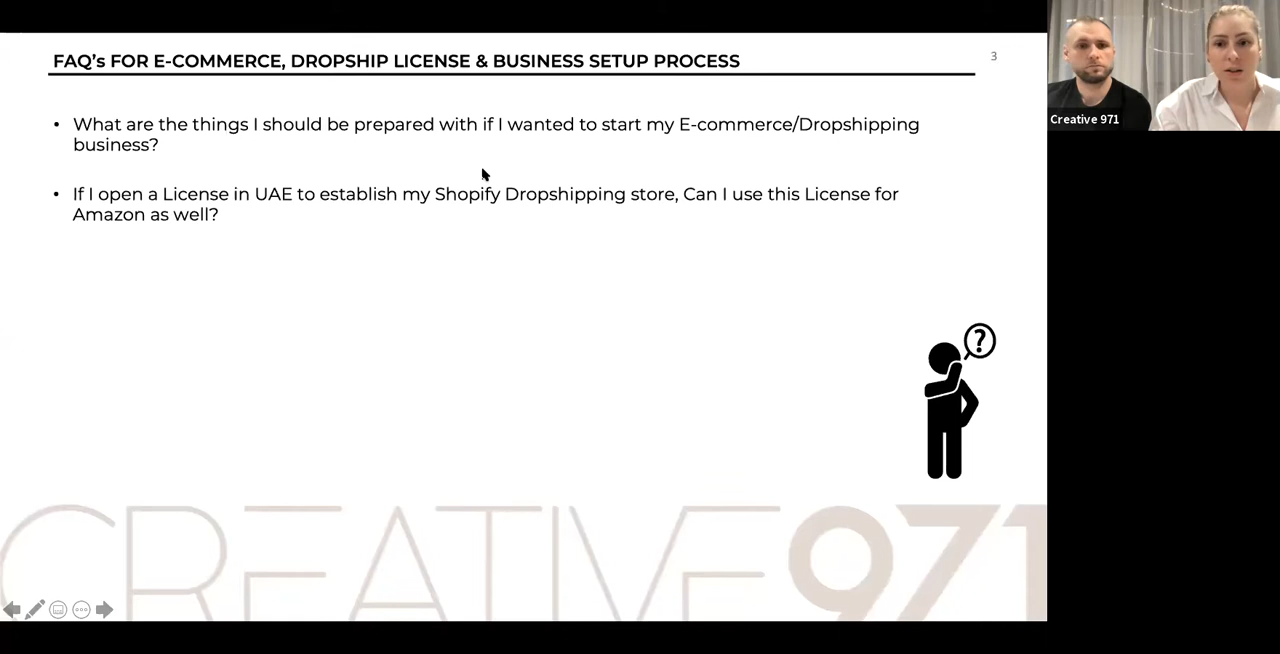 FAQ’s FOR E-COMMERCE, DROPSHIP LICENSE & BUSINESS SETUP PROCESS
3
• What are the things I should be prepared with if I wanted to start my E-commerce/Dropshipping
business?
• If I open a License in UAE to establish my Shopify Dropshipping store, Can I use this License for
Amazon as well?
?
CREATIVE971
Creative 971